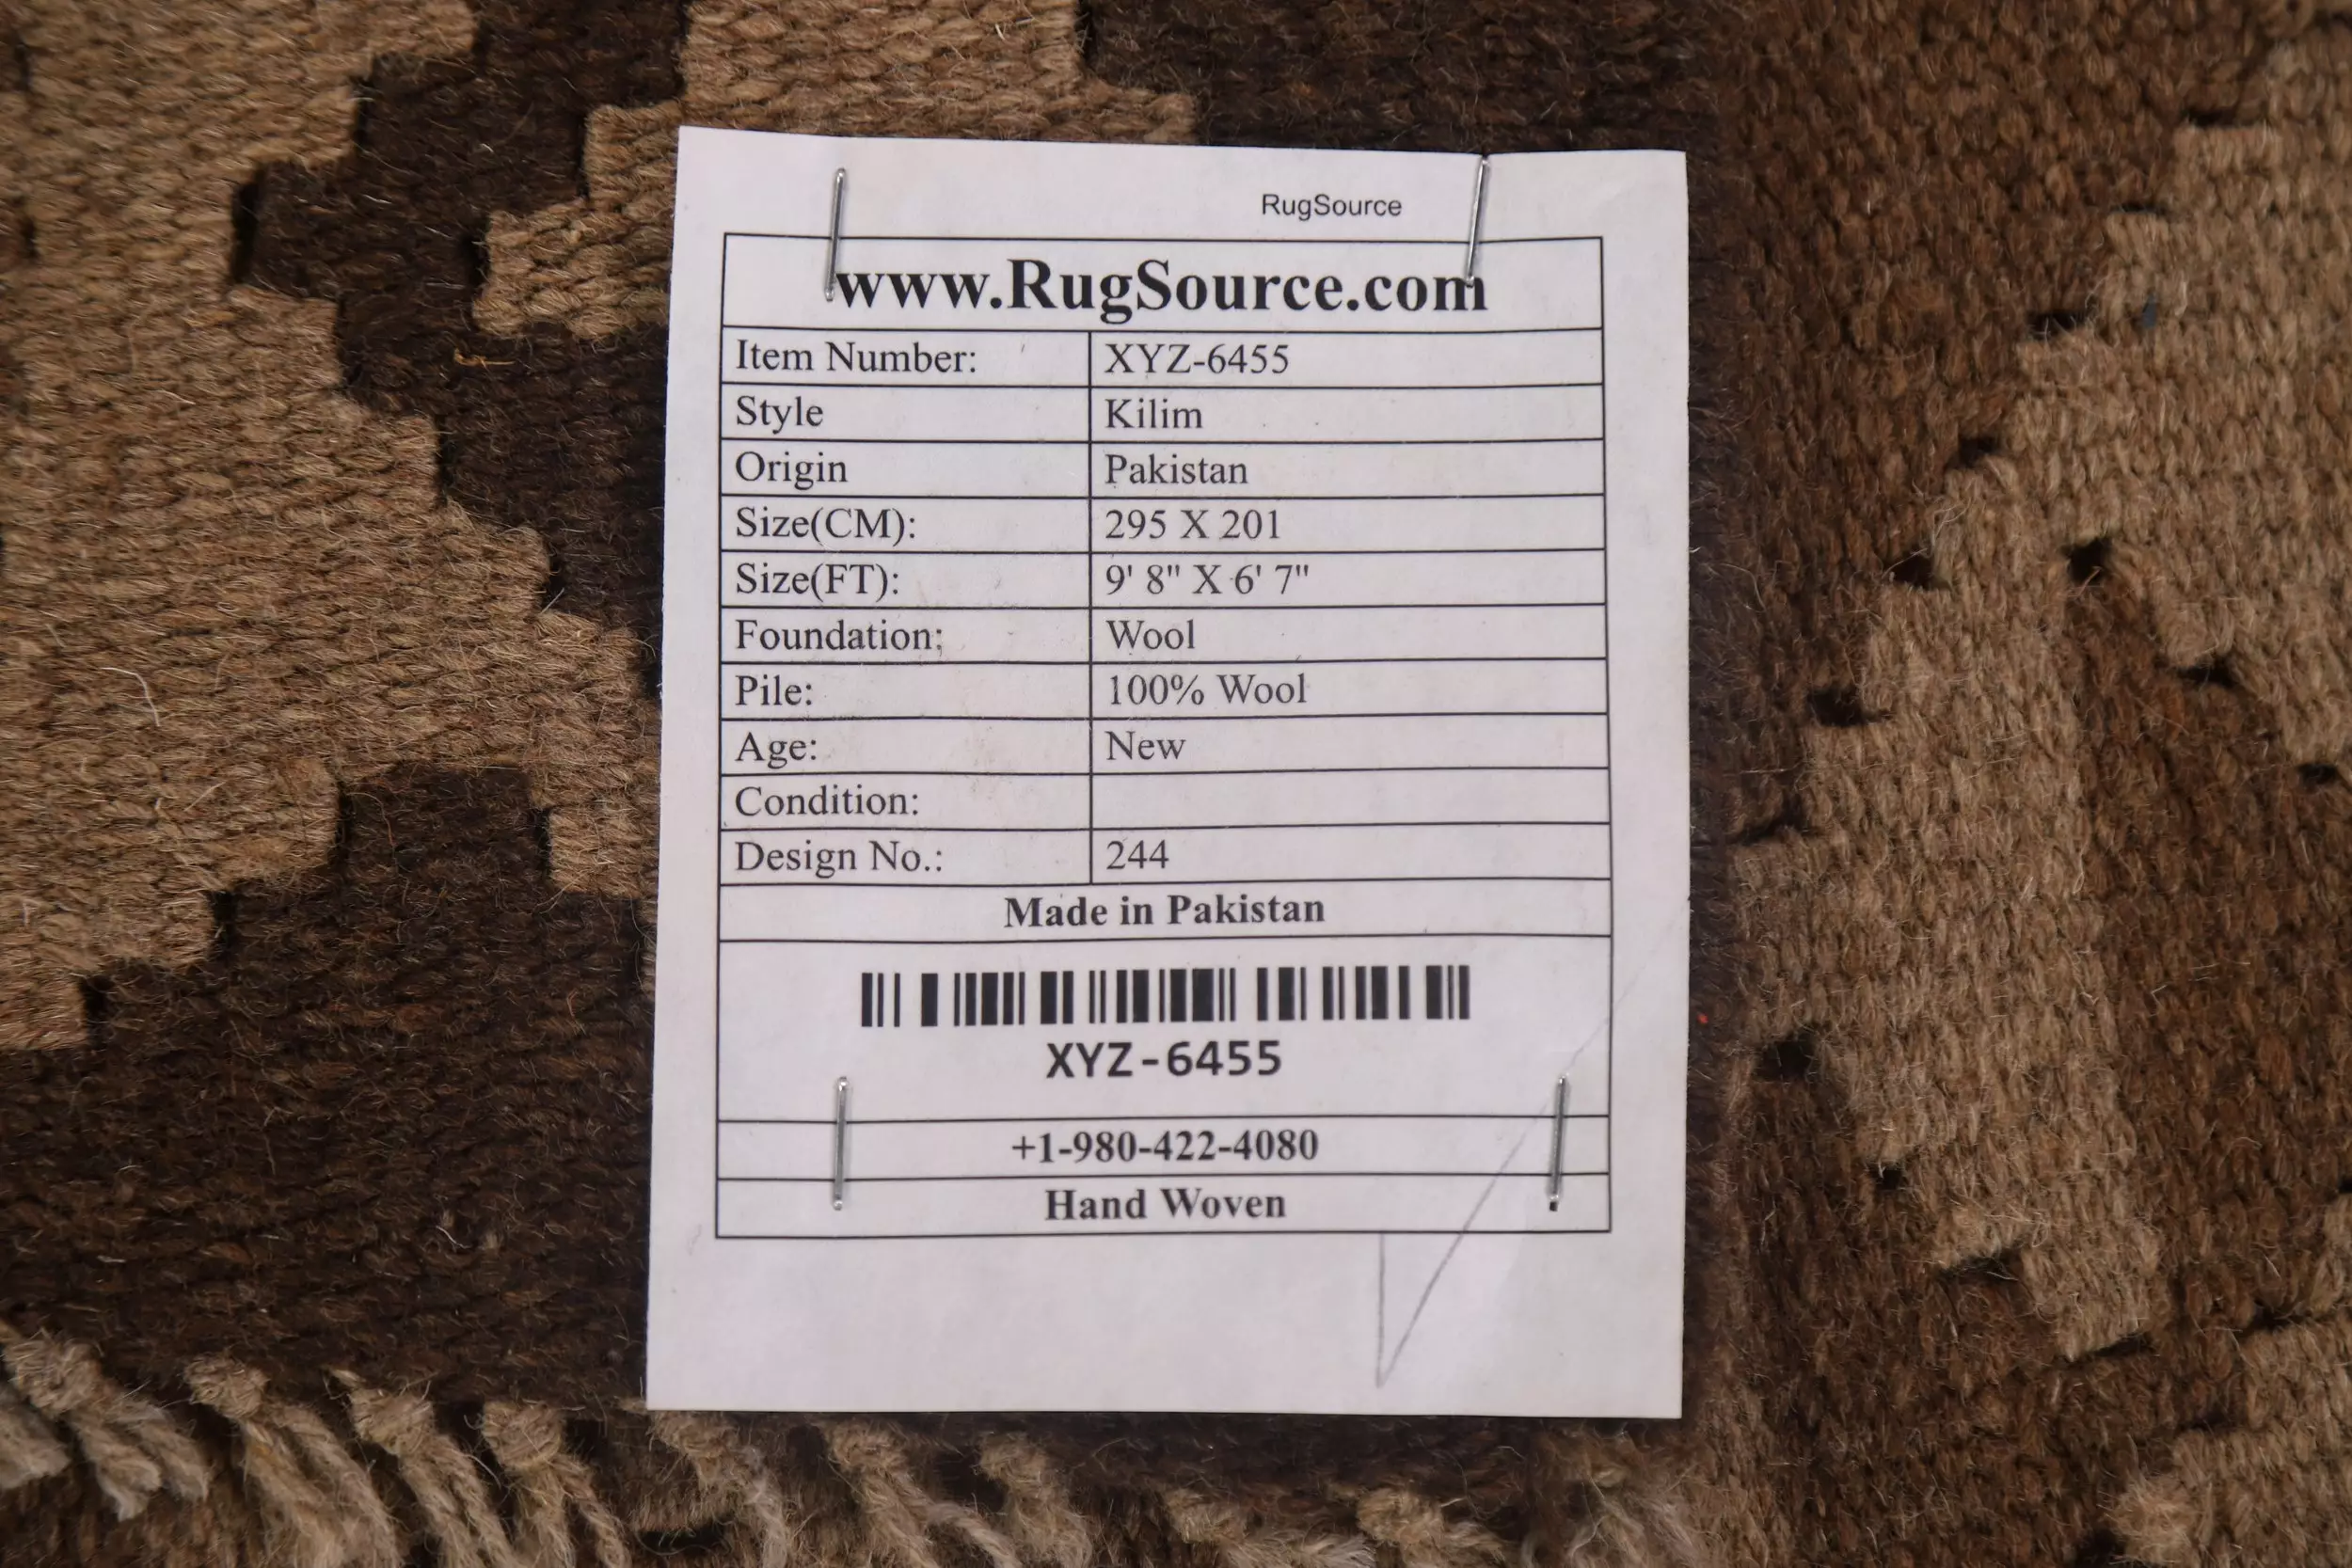 RugSource
www.RugSource.com
Item Number: XYZ-6455
Style Kilim
Origin Pakistan
Size(CM): 295 X 201
Size(FT): 9' 8" X 6' 7"
Foundation: Wool
Pile: 100% Wool
Age: New
Condition:
Design No.: 244
Made in Pakistan
XYZ-6455
+1-980-422-4080
Hand Woven